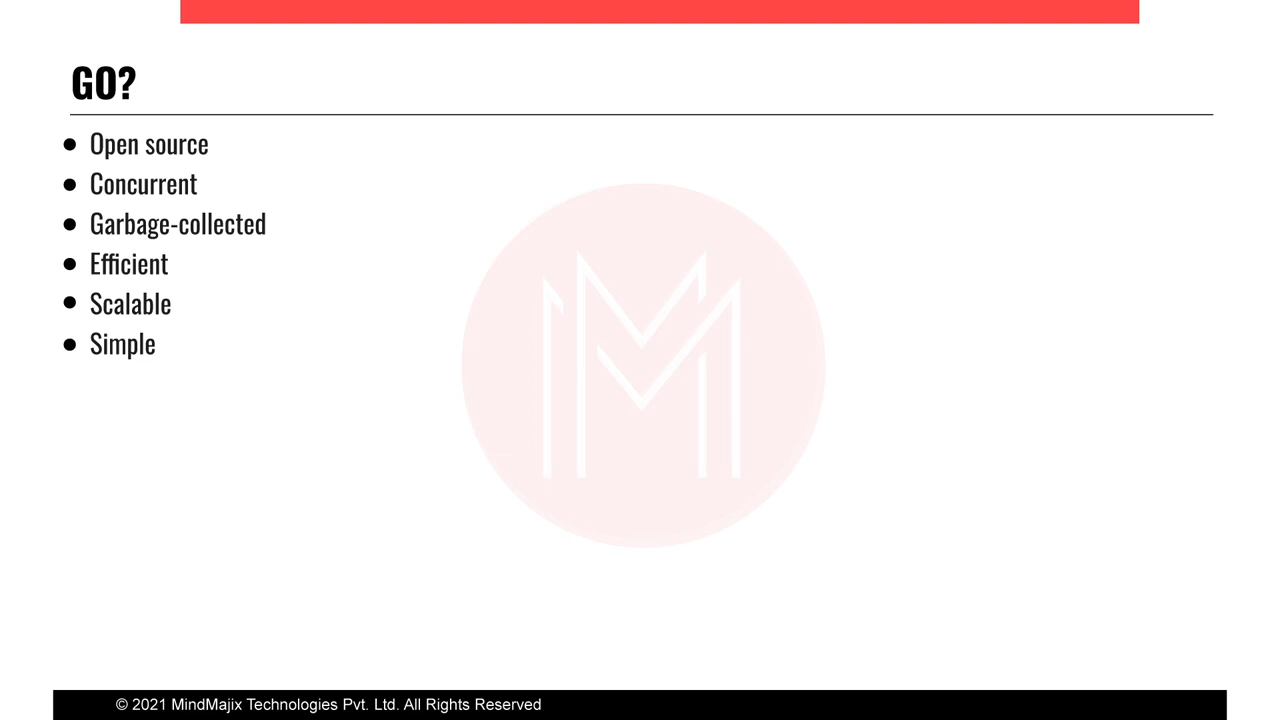 GO?
Open source
Concurrent
Garbage-collected
Efficient
Scalable
Simple
© 2021 MindMajix Technologies Pvt. Ltd. All Rights Reserved